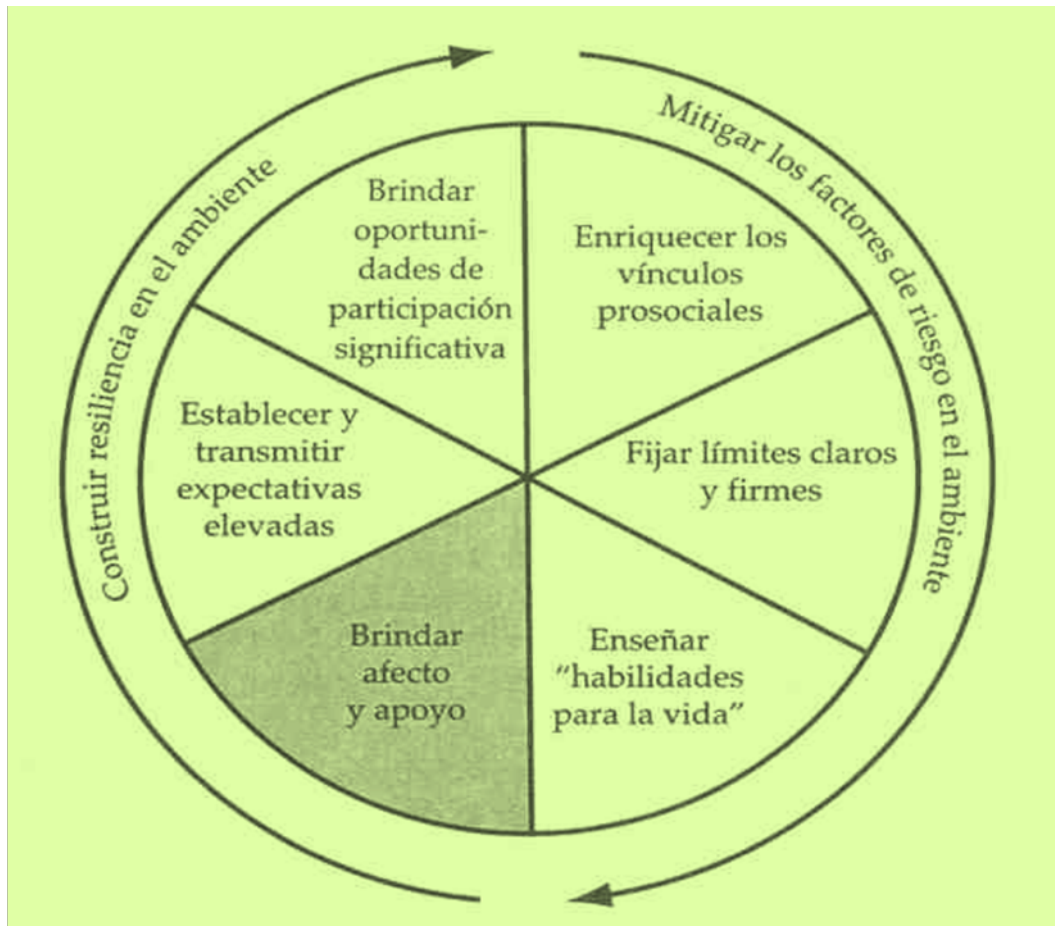 Construir resiliencia en el ambiente
Mitigar los factores de riesgo en el ambiente
Brindar
oportuni-
dades de
participación
significativa
Enriquecer los
vínculos
prosociales
Establecer y
transmitir
expectativas
elevadas
Fijar límites claros
y firmes
Brindar
afecto
y apoyo
Enseñar
"habilidades
para la vida"